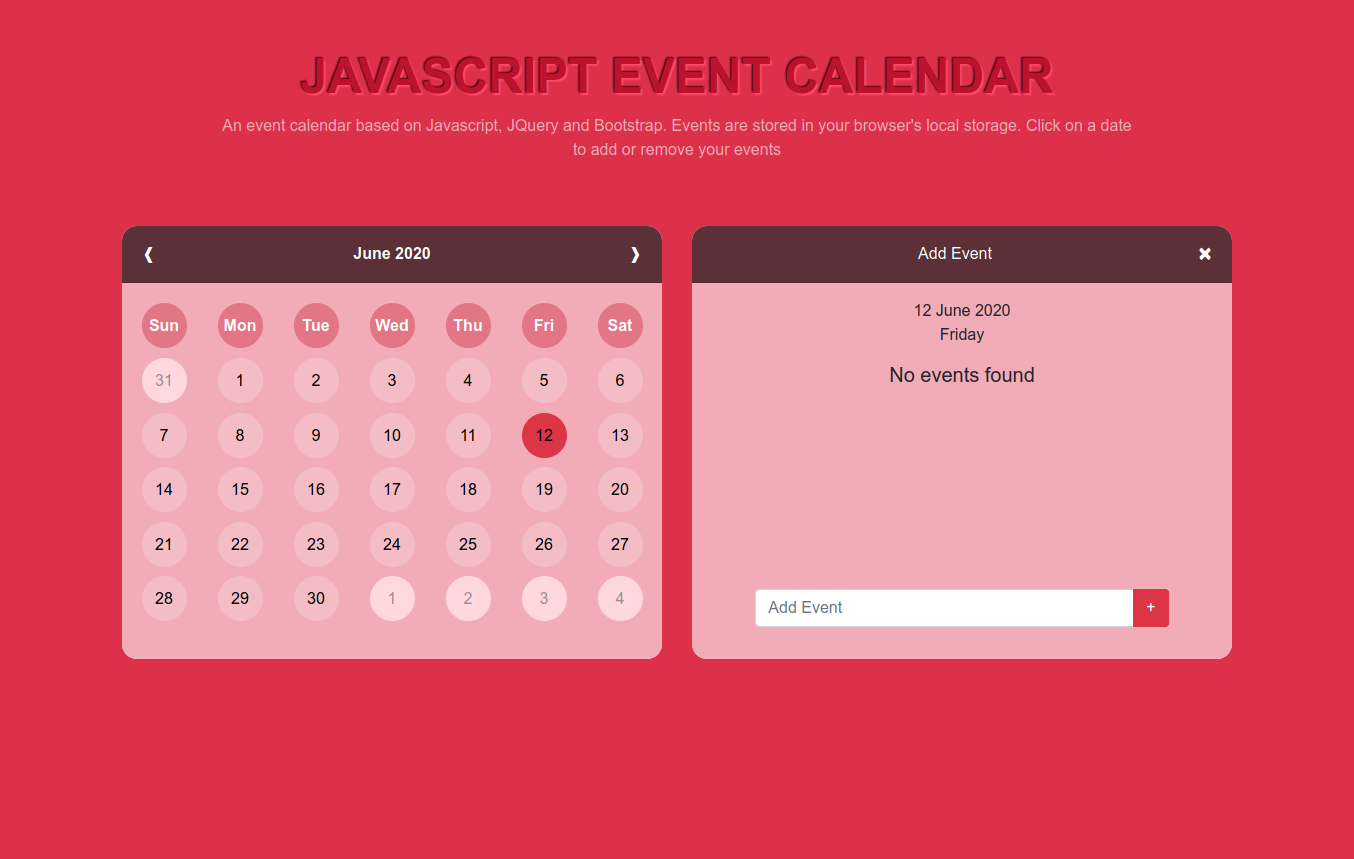 JAVASCRIPT EVENT CALENDAR
An event calendar based on Javascript, JQuery and Bootstrap. Events are stored in your browser's local storage. Click on a date
to add or remove your events
❰ June 2020 ❱
Sun Mon Tue Wed Thu Fri Sat
31 1 2 3 4 5 6
7 8 9 10 11 12 13
14 15 16 17 18 19 20
21 22 23 24 25 26 27
28 29 30 1 2 3 4
Add Event ✖
12 June 2020
Friday
No events found
Add Event +